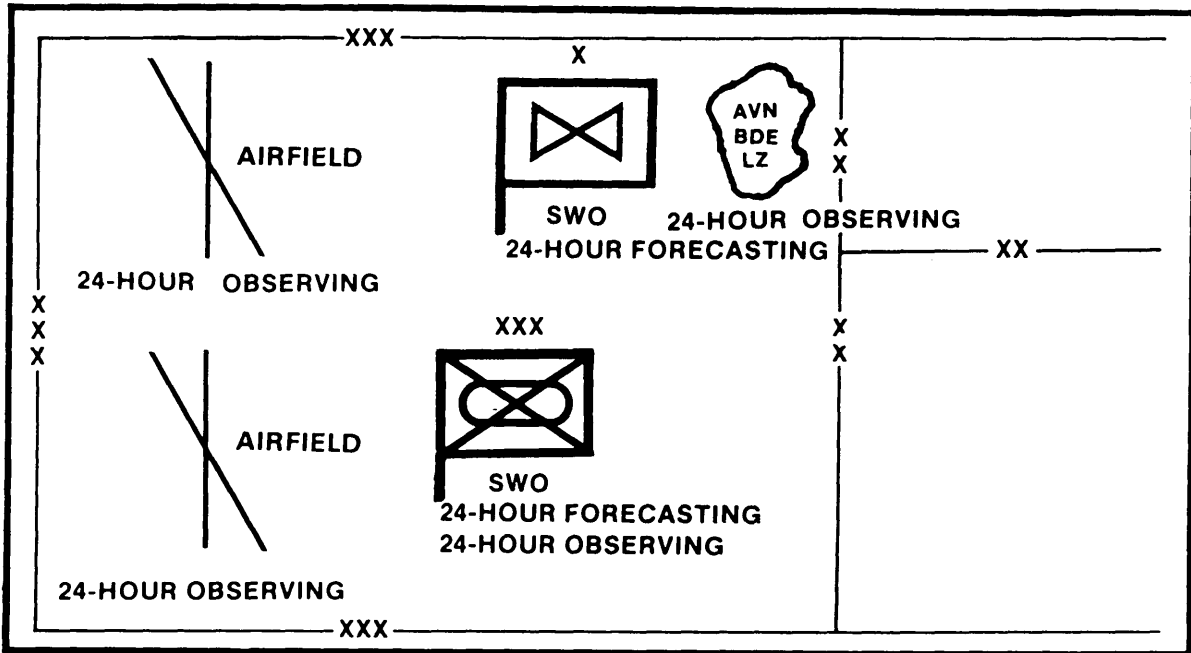 XXX
X
AVN
BDE
LZ
X
X
AIRFIELD
SWO
24-HOUR OBSERVING
24-HOUR FORECASTING
XX
24-HOUR OBSERVING
X
X
X
XXX
X
X
AIRFIELD
SWO
24-HOUR FORECASTING
24-HOUR OBSERVING
24-HOUR OBSERVING
XXX